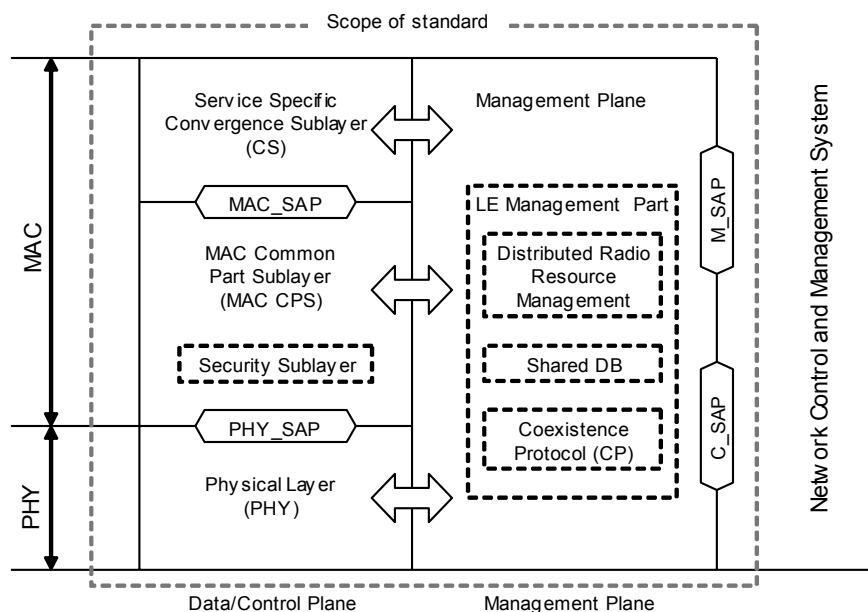 Scope of standard
Service Specific
Convergence Sublayer
(CS)
Management Plane
MAC_SAP
LE Management Part
MAC Common
Part Sublayer
(MAC CPS)
Distributed Radio
Resource
Management
Security Sublayer
Shared DB
PHY_SAP
Coexistence
Protocol (CP)
Physical Layer
(PHY)
MAC
PHY
M_SAP
C_SAP
Network Control and Management System
Data/Control Plane
Management Plane